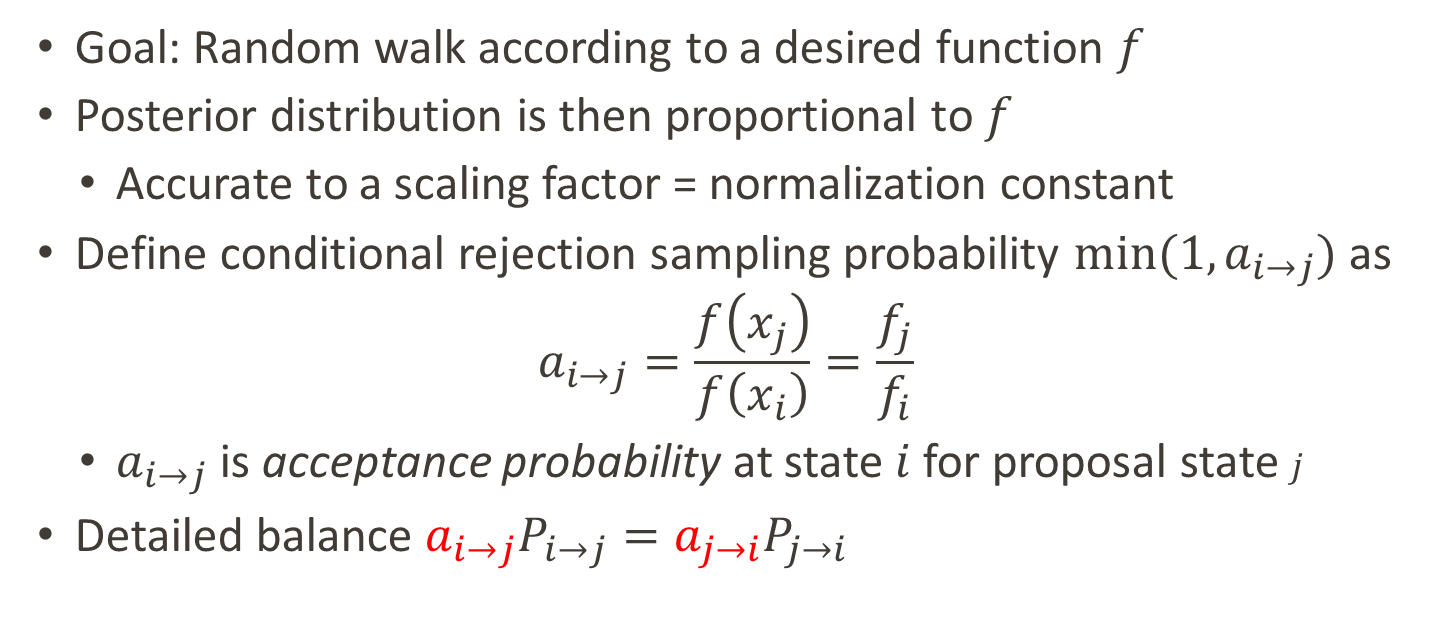 • Goal: Random walk according to a desired function f
• Posterior distribution is then proportional to f
• Accurate to a scaling factor = normalization constant
• Define conditional rejection sampling probability min(1, a_{i→j}) as
a_{i→j} = f(x_j) / f(x_i) = f_j / f_i
• a_{i→j} is acceptance probability at state i for proposal state j
• Detailed balance a_{i→j}P_{i→j} = a_{j→i}P_{j→i}